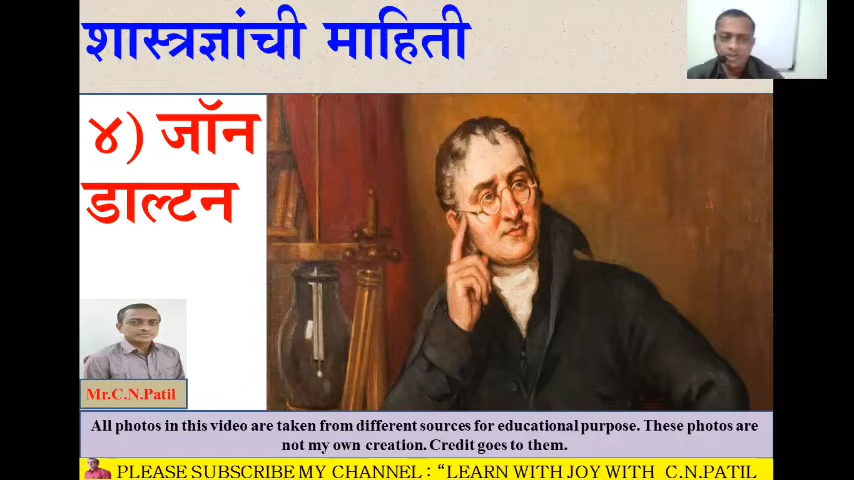 शास्त्रज्ञांची माहिती
४) जॉन
डाल्टन
Mr.C.N.Patil
All photos in this video are taken from different sources for educational purpose. These photos are
not my own creation. Credit goes to them.
PLEASE SUBSCRIBE MY CHANNEL : “LEARN WITH JOY WITH C.N.PATIL